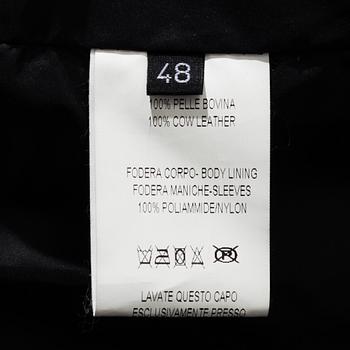 48
100% PELLE BOVINA
100% COW LEATHER
FODERA CORPO- BODY LINING
FODERA MANICHE-SLEEVES
100% POLIAMMIDE/NYLON
LAVATE QUESTO CAPO
ESCLUSIVAMENTE PRESSO